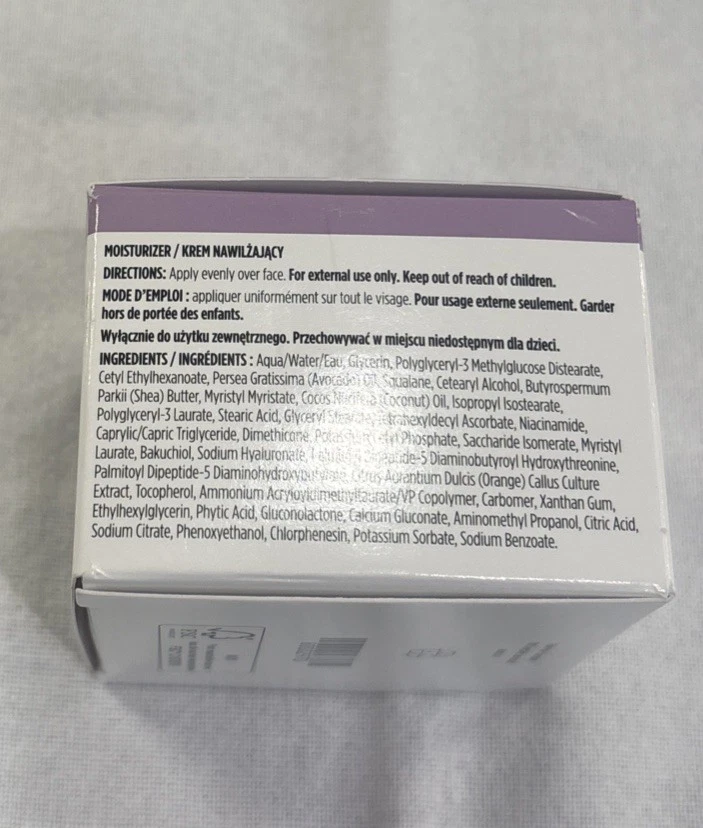 MOISTURIZER / KREM NAWILŻAJĄCY
DIRECTIONS: Apply evenly over face. For external use only. Keep out of reach of children.
MODE D'EMPLOI : appliquer uniformément sur tout le visage. Pour usage externe seulement. Garder
hors de portée des enfants.
Wyłącznie do użytku zewnętrznego. Przechowywać w miejscu niedostępnym dla dzieci.
INGREDIENTS / INGRÉDIENTS : Aqua/Water/Eau, Glycerin, Polyglyceryl-3 Methylglucose Distearate,
Cetyl Ethylhexanoate, Persea Gratissima (Avocado) Oil, Squalane, Cetearyl Alcohol, Butyrospermum
Parkii (Shea) Butter, Myristyl Myristate, Cocos Nucifera (Coconut) Oil, Isopropyl Isostearate,
Polyglyceryl-3 Laurate, Stearic Acid, Glyceryl Stearate, Tetrahexyldecyl Ascorbate, Niacinamide,
Caprylic/Capric Triglyceride, Dimethicone, Potassium Cetyl Phosphate, Saccharide Isomerate, Myristyl
Laurate, Bakuchiol, Sodium Hyaluronate, Diaminobutyroyl Hydroxythreonine,
Palmitoyl Dipeptide-5 Diaminohydroxybutyrate, Citrus Aurantium Dulcis (Orange) Callus Culture
Extract, Tocopherol, Ammonium Acryloyldimethyltaurate/VP Copolymer, Carbomer, Xanthan Gum,
Ethylhexylglycerin, Phytic Acid, Gluconolactone, Calcium Gluconate, Aminomethyl Propanol, Citric Acid,
Sodium Citrate, Phenoxyethanol, Chlorphenesin, Potassium Sorbate, Sodium Benzoate.
FSC